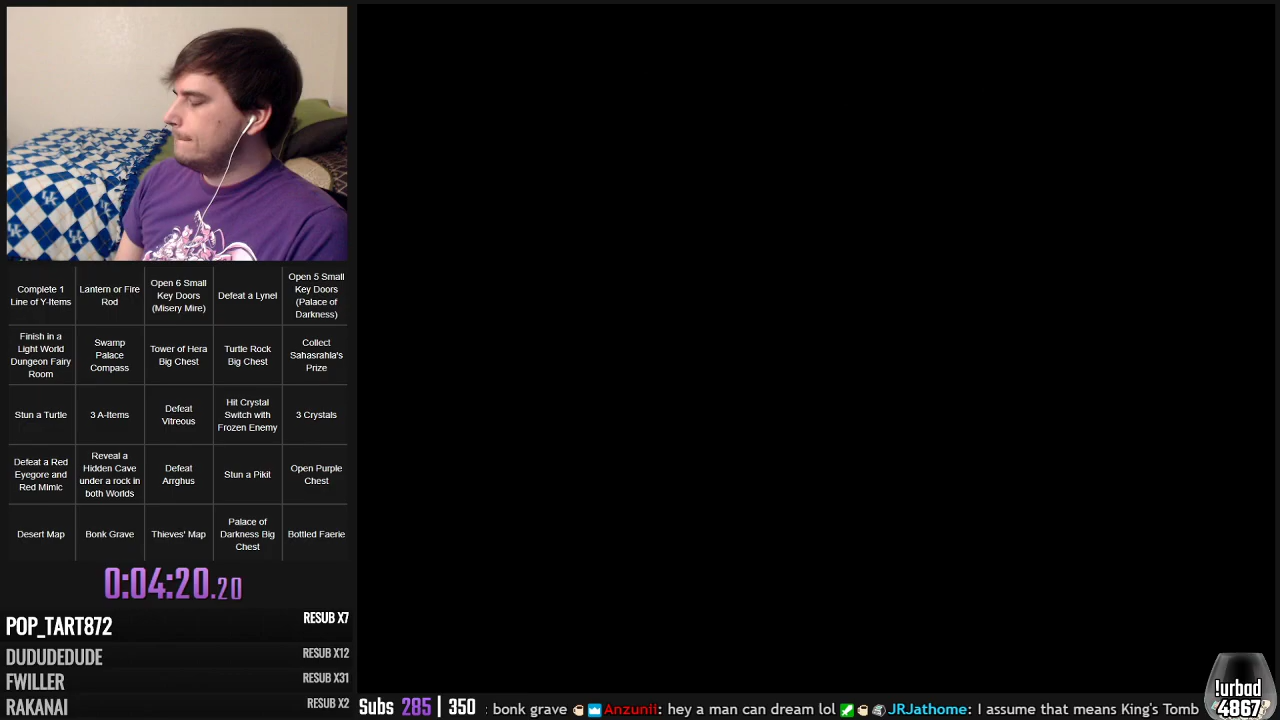 Complete 1
Line of Y-Items
Lantern or Fire
Rod
Open 6 Small
Key Doors
(Misery Mire)
Defeat a Lynel
Open 5 Small
Key Doors
(Palace of
Darkness)
Finish in a
Light World
Dungeon Fairy
Room
Swamp
Palace
Compass
Tower of Hera
Big Chest
Turtle Rock
Big Chest
Collect
Sahasrahla's
Prize
Stun a Turtle
3 A-Items
Defeat
Vitreous
Hit Crystal
Switch with
Frozen Enemy
3 Crystals
Defeat a Red
Eyegore and
Red Mimic
Reveal a
Hidden Cave
under a rock in
both Worlds
Defeat
Arrghus
Stun a Pikit
Open Purple
Chest
Desert Map
Bonk Grave
Thieves' Map
Palace of
Darkness Big
Chest
Bottled Faerie
0:04:20.20
POP_TART872 RESUB X7
DUDUDEDUDE RESUB X12
FWILLER RESUB X31
RAKANAI RESUB X2
Subs 285 | 350 : bonk grave Anzunii: hey a man can dream lol JRJathome: I assume that means King's Tomb
!urbad
4867